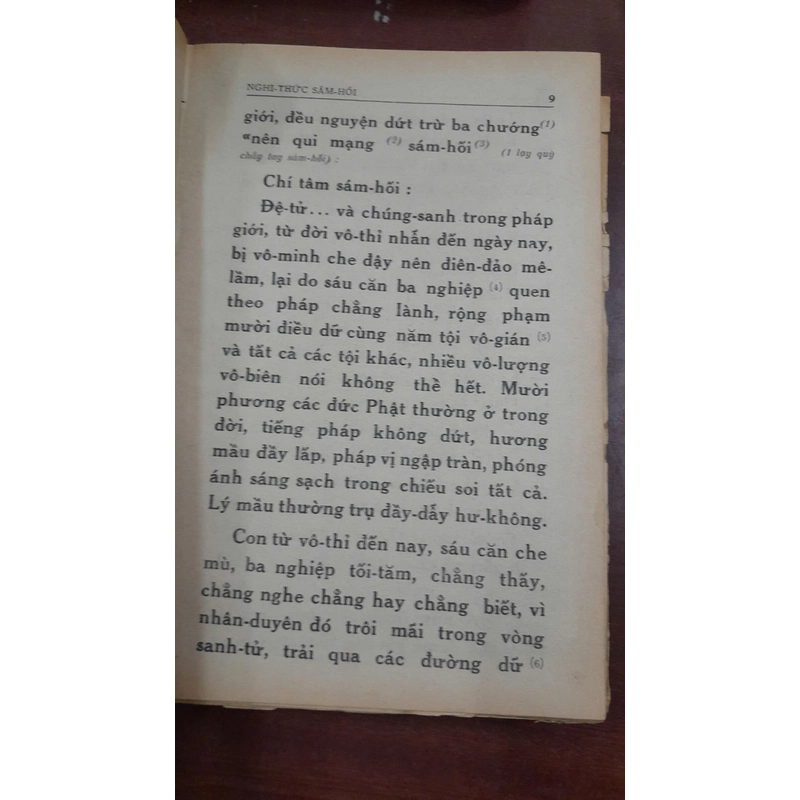 NGHI-THỨC SÁM-HỐI 9
giới, đều nguyện dứt trừ ba chướng(1)
“nên qui mạng (2) sám-hối (3) (1 lạy quỳ
chắp tay sám-hối) :
Chí tâm sám-hối :
Đệ-tử... và chúng-sanh trong pháp
giới, từ đời vô-thỉ nhẫn đến ngày nay,
bị vô-minh che đậy nên điên-đảo mê-
lầm, lại do sáu căn ba nghiệp (4) quen
theo pháp chẳng lành, rộng phạm
mười điều dữ cùng năm tội vô-gián (5)
và tất cả các tội khác, nhiều vô-lượng
vô-biên nói không thể hết. Mười
phương các đức Phật thường ở trong
đời, tiếng pháp không dứt, hương
mầu đầy lấp, pháp vị ngập tràn, phóng
ánh sáng sạch trong chiếu soi tất cả.
Lý mầu thường trụ đầy-dẫy hư-không.
Con từ vô-thỉ đến nay, sáu căn che
mù, ba nghiệp tối-tăm, chẳng thấy,
chẳng nghe chẳng hay chẳng biết, vì
nhân-duyên đó trôi mãi trong vòng
sanh-tử, trải qua các đường dữ (6)